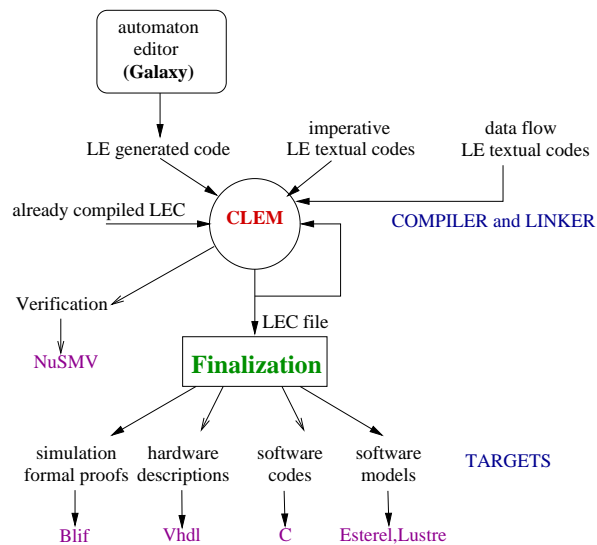 automaton
editor
(Galaxy)
LE generated code
imperative
LE textual codes
data flow
LE textual codes
already compiled LEC
CLEM
COMPILER and LINKER
Verification
LEC file
NuSMV
Finalization
simulation
formal proofs
hardware
descriptions
software
codes
software
models
TARGETS
Blif
Vhdl
C
Esterel,Lustre